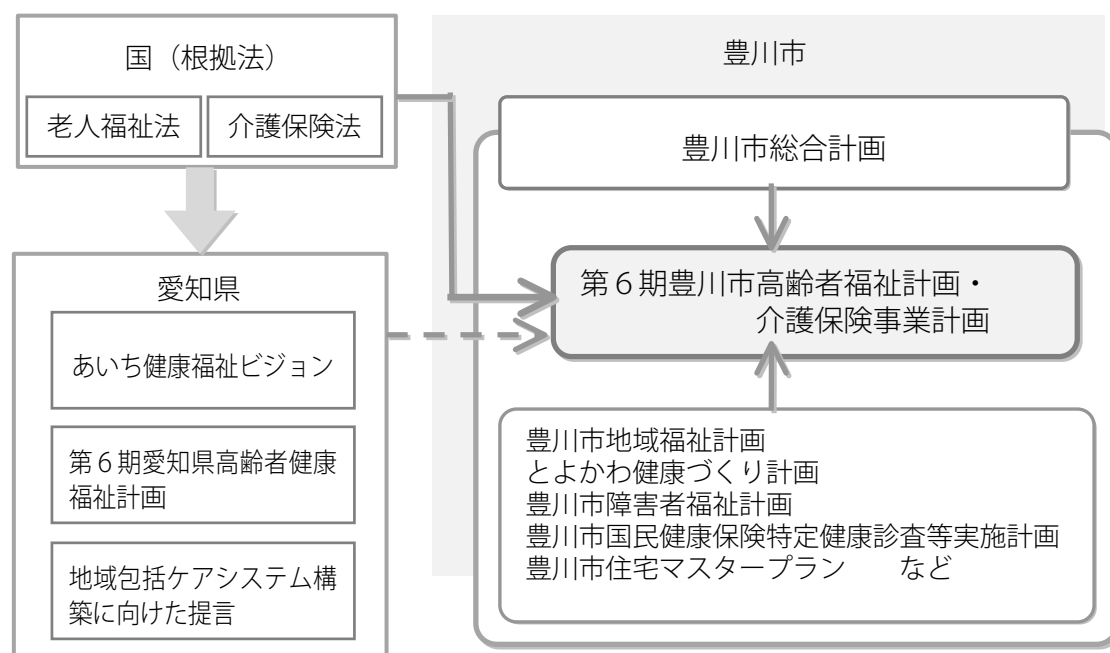 国（根拠法）
老人福祉法
介護保険法
愛知県
あいち健康福祉ビジョン
第６期愛知県高齢者健康
福祉計画
地域包括ケアシステム構
築に向けた提言
豊川市
豊川市総合計画
第６期豊川市高齢者福祉計画・
介護保険事業計画
豊川市地域福祉計画
とよかわ健康づくり計画
豊川市障害者福祉計画
豊川市国民健康保険特定健康診査等実施計画
豊川市住宅マスタープラン　　など